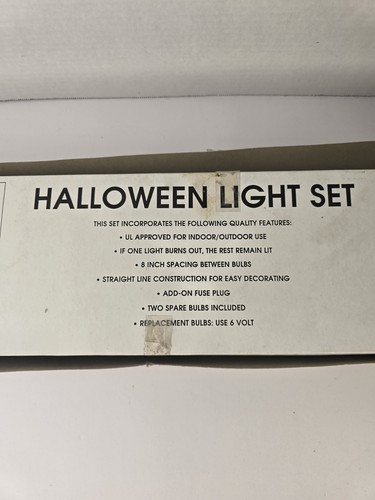 HALLOWEEN LIGHT SET
THIS SET INCORPORATES THE FOLLOWING QUALITY FEATURES:
• UL APPROVED FOR INDOOR/OUTDOOR USE
• IF ONE LIGHT BURNS OUT, THE REST REMAIN LIT
• 8 INCH SPACING BETWEEN BULBS
• STRAIGHT LINE CONSTRUCTION FOR EASY DECORATING
• ADD-ON FUSE PLUG
• TWO SPARE BULBS INCLUDED
• REPLACEMENT BULBS: USE 6 VOLT